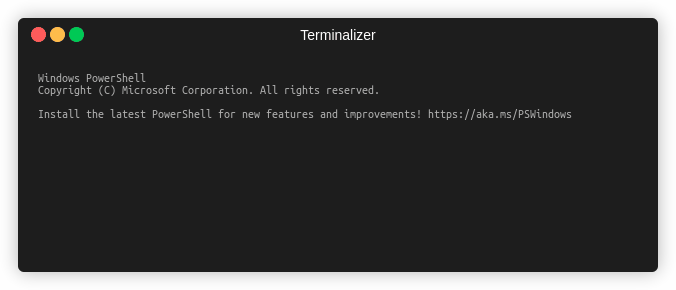 Terminalizer
Windows PowerShell
Copyright (C) Microsoft Corporation. All rights reserved.
Install the latest PowerShell for new features and improvements! https://aka.ms/PSWindows